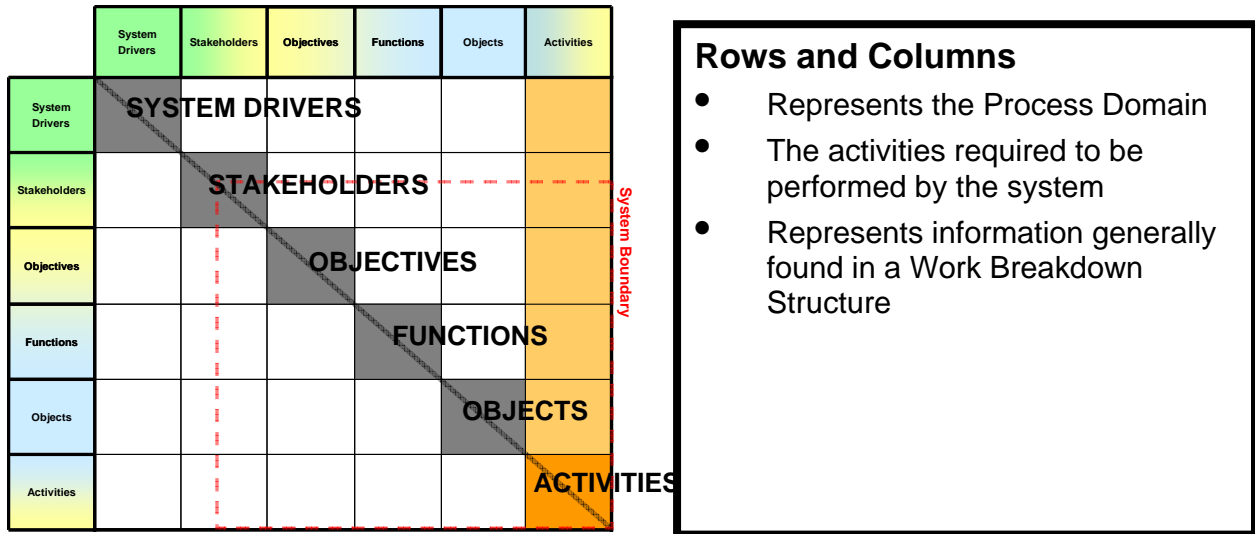 System
Drivers
Stakeholders
Objectives
Functions
Objects
Activities
System
Drivers
SYSTEM DRIVERS
Stakeholders
STAKEHOLDERS
Objectives
OBJECTIVES
Functions
FUNCTIONS
Objects
OBJECTS
Activities
ACTIVITIES
System Boundary
Rows and Columns
• Represents the Process Domain
• The activities required to be
performed by the system
• Represents information generally
found in a Work Breakdown
Structure